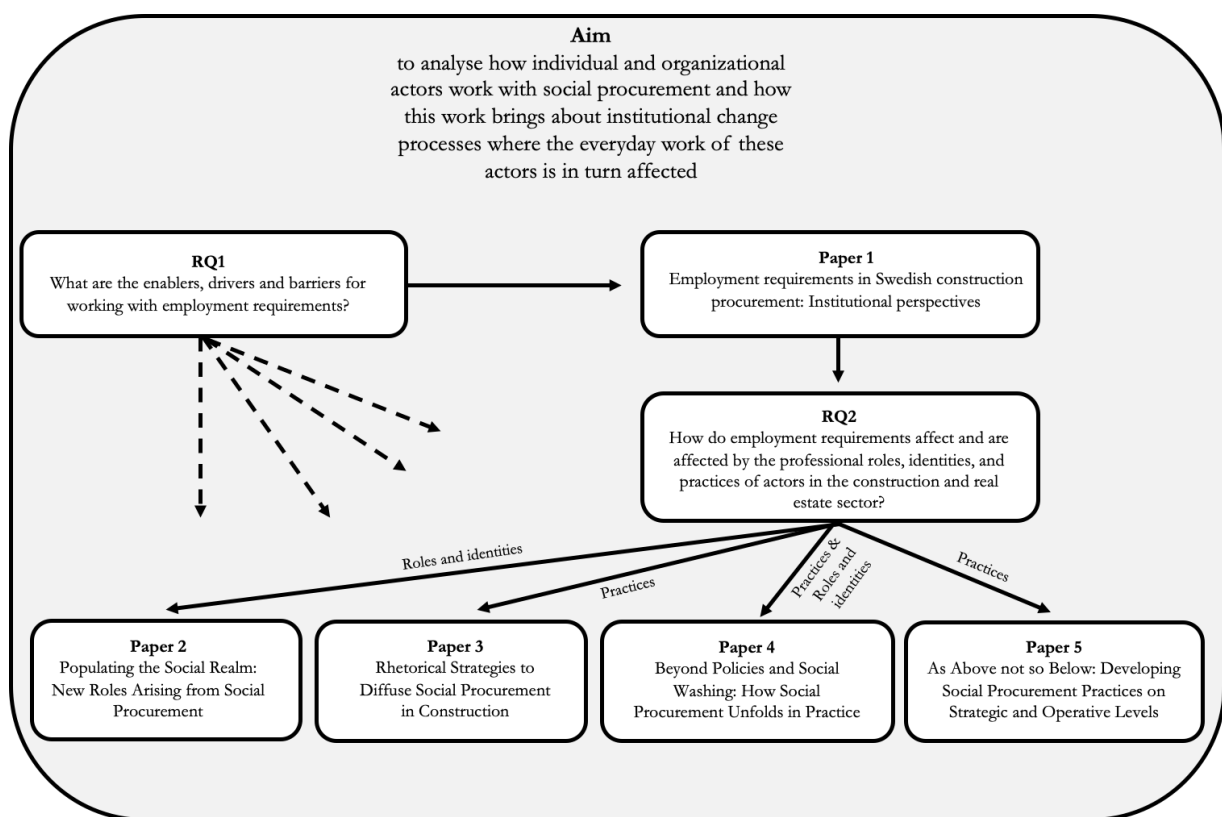 Aim
to analyse how individual and organizational
actors work with social procurement and how
this work brings about institutional change
processes where the everyday work of these
actors is in turn affected
RQ1
What are the enablers, drivers and barriers for
working with employment requirements?
Paper 1
Employment requirements in Swedish construction
procurement: Institutional perspectives
RQ2
How do employment requirements affect and are
affected by the professional roles, identities, and
practices of actors in the construction and real
estate sector?
Roles and identities
Practices
Practices &
Roles and
identities
Practices
Paper 2
Populating the Social Realm:
New Roles Arising from Social
Procurement
Paper 3
Rhetorical Strategies to
Diffuse Social Procurement
in Construction
Paper 4
Beyond Policies and Social
Washing: How Social
Procurement Unfolds in Practice
Paper 5
As Above not so Below: Developing
Social Procurement Practices on
Strategic and Operative Levels